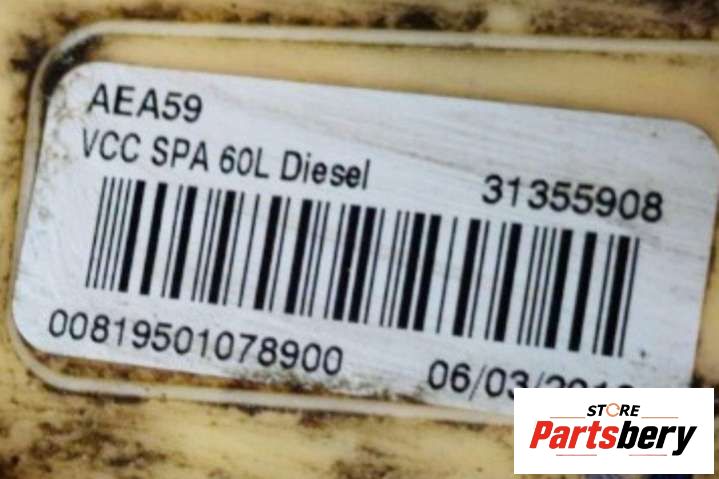 AEA59
VCC SPA 60L Diesel
31355908
00819501078900
06/03/
STORE
Partsbery